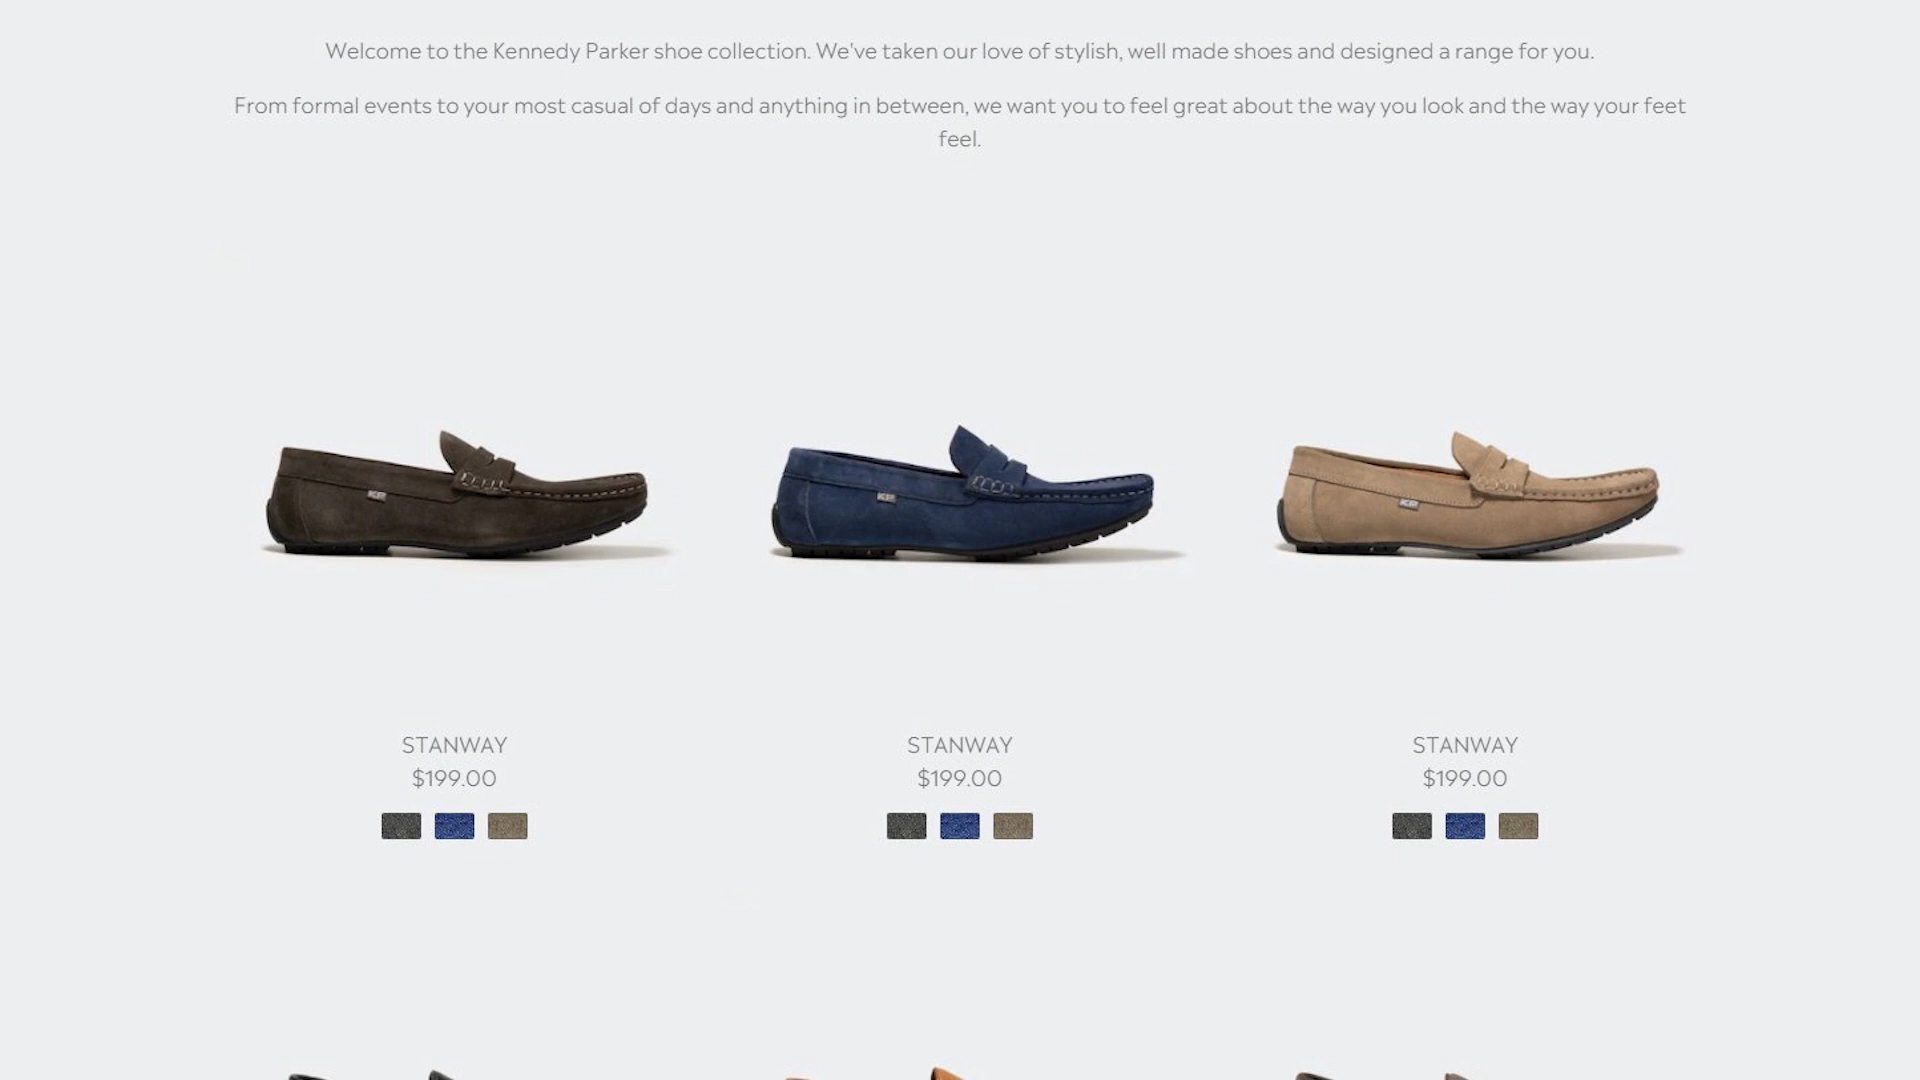 Welcome to the Kennedy Parker shoe collection. We've taken our love of stylish, well made shoes and designed a range for you.
From formal events to your most casual of days and anything in between, we want you to feel great about the way you look and the way your feet
feel.
KP
KP
KP
STANWAY
STANWAY
STANWAY
$199.00
$199.00
$199.00